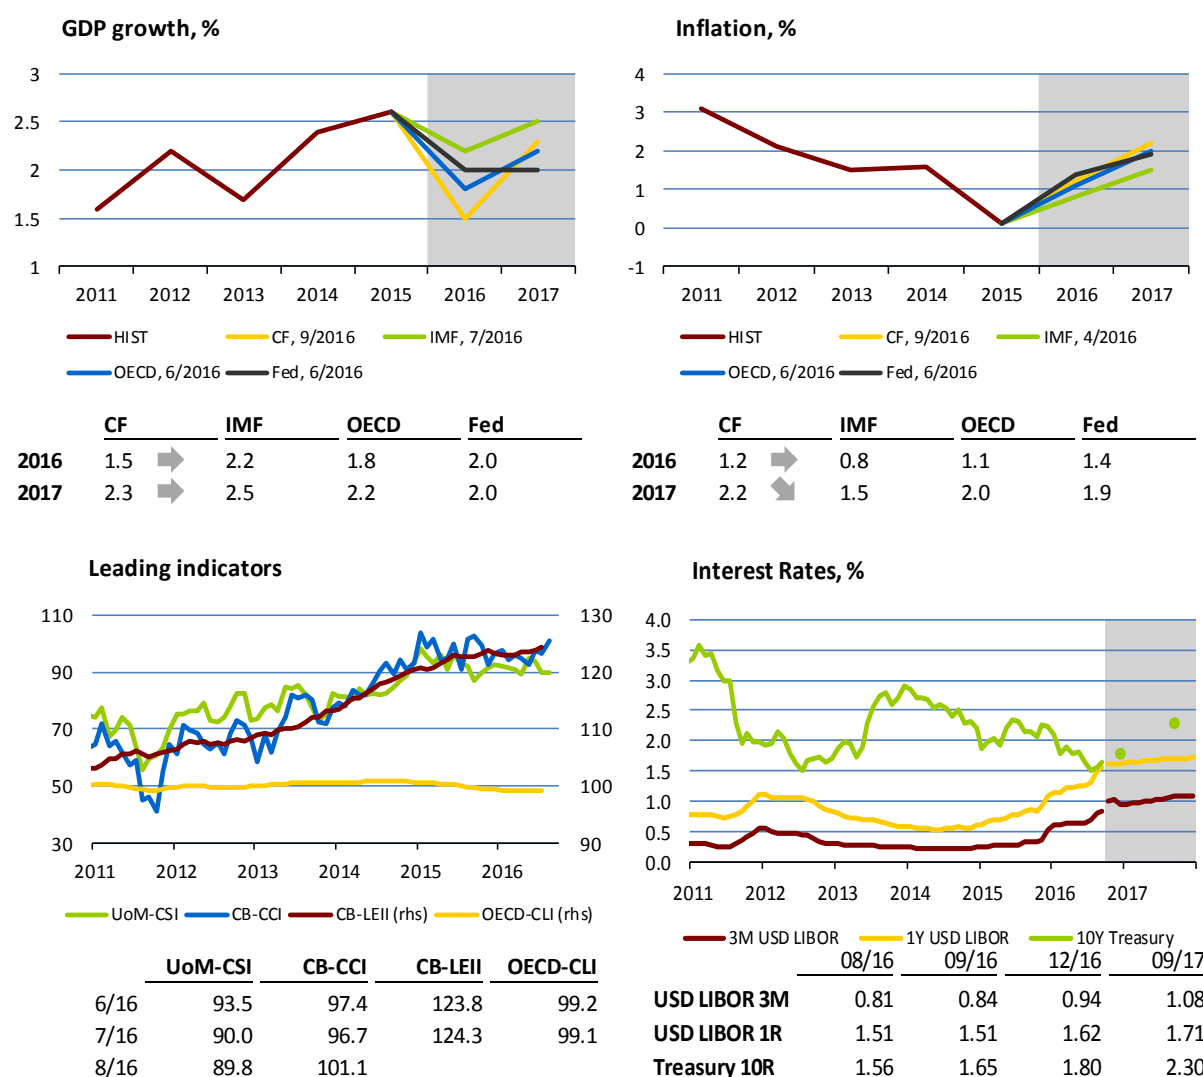 GDP growth, %
3
2.5
2
1.5
1
2011 2012 2013 2014 2015 2016 2017
HIST CF, 9/2016 IMF, 7/2016
OECD, 6/2016 Fed, 6/2016
CF IMF OECD Fed
2016 1.5 2.2 1.8 2.0
2017 2.3 2.5 2.2 2.0
Inflation, %
4
3
2
1
0
-1
2011 2012 2013 2014 2015 2016 2017
HIST CF, 9/2016 IMF, 4/2016
OECD, 6/2016 Fed, 6/2016
CF IMF OECD Fed
2016 1.2 0.8 1.1 1.4
2017 2.2 1.5 2.0 1.9
Leading indicators
110 130
90 120
70 110
50 100
30 90
2011 2012 2013 2014 2015 2016
UoM-CSI CB-CCI CB-LEII (rhs) OECD-CLI (rhs)
UoM-CSI CB-CCI CB-LEII OECD-CLI
6/16 93.5 97.4 123.8 99.2
7/16 90.0 96.7 124.3 99.1
8/16 89.8 101.1
Interest Rates, %
4.0
3.5
3.0
2.5
2.0
1.5
1.0
0.5
0.0
2011 2012 2013 2014 2015 2016 2017
3M USD LIBOR 1Y USD LIBOR 10Y Treasury
08/16 09/16 12/16 09/17
USD LIBOR 3M 0.81 0.84 0.94 1.08
USD LIBOR 1R 1.51 1.51 1.62 1.71
Treasury 10R 1.56 1.65 1.80 2.30